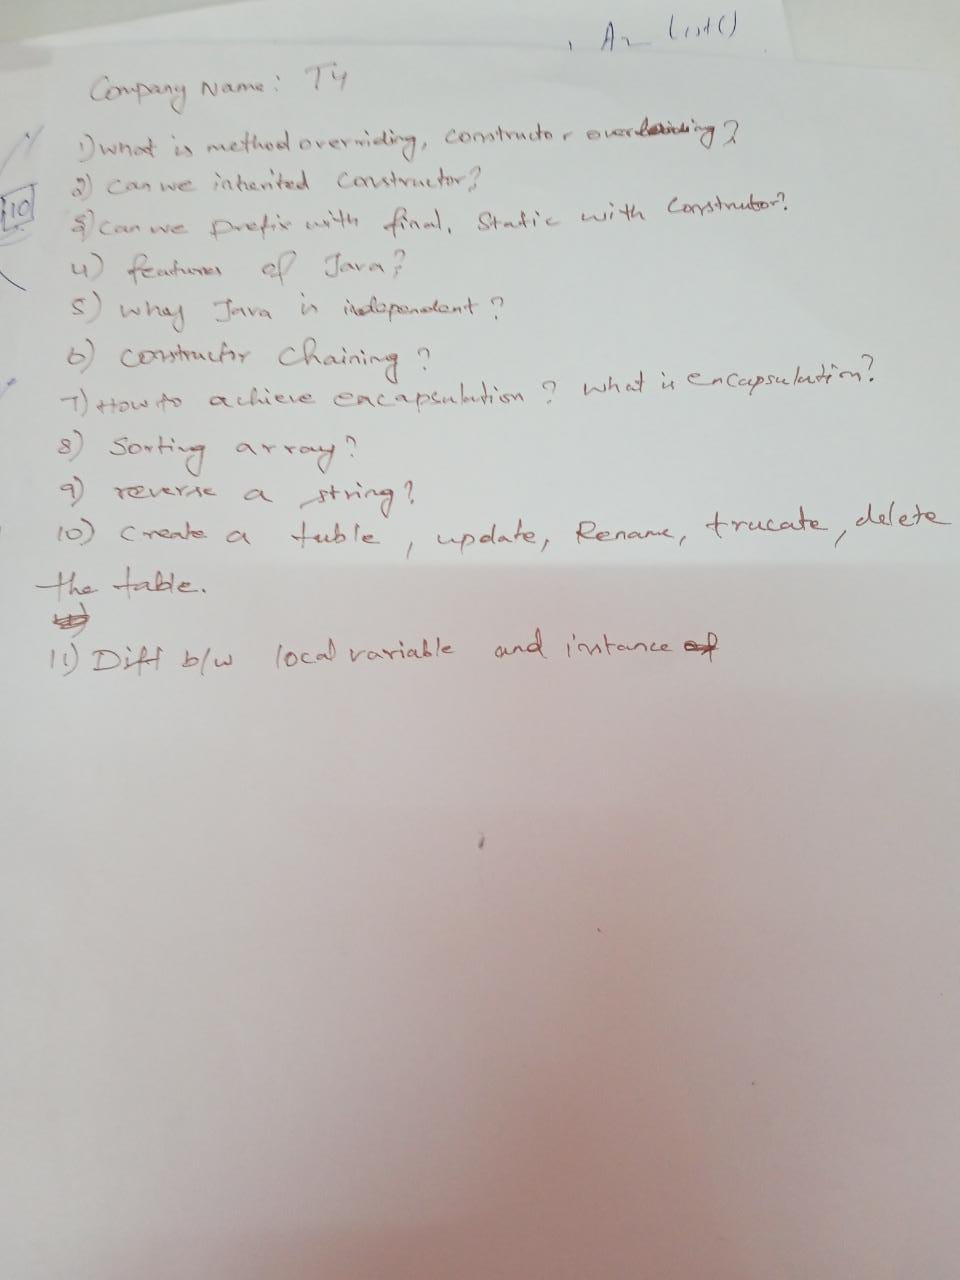 Ar list()
Company Name: TY
1) what is method overriding, constructor overloading?
2) can we inherited constructor?
3) can we prefix with final, static with construtor?
4) features of Java?
5) whay Java is independent?
6) constructor chaining?
7) How to achieve encapsulation? what is encapsulation?
8) Sorting array?
9) reverse a string?
10) Create a table, update, Rename, trucate, delete
the table.
11) Diff b/w local variable and instance
10